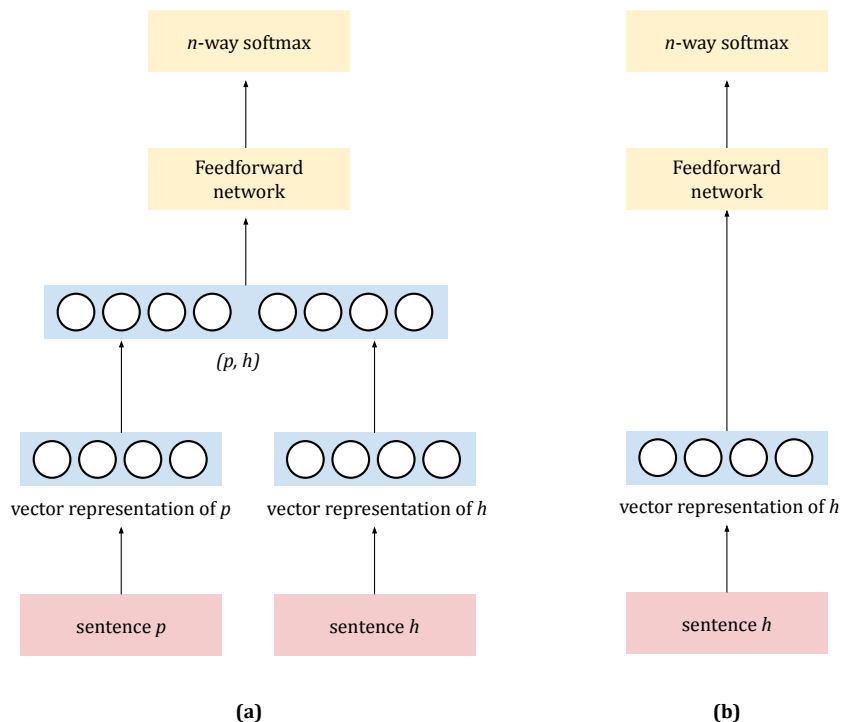 n-way softmax
Feedforward
network
(p, h)
vector representation of p
vector representation of h
sentence p
sentence h
(a)
n-way softmax
Feedforward
network
vector representation of h
sentence h
(b)